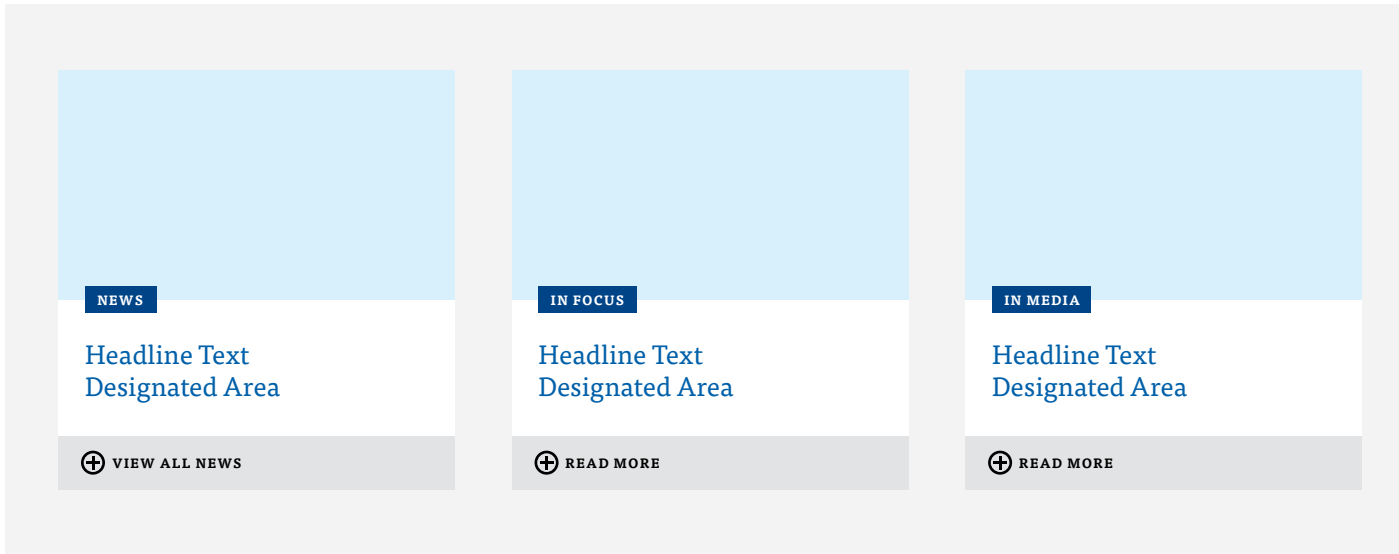 NEWS
Headline Text
Designated Area
VIEW ALL NEWS
IN FOCUS
Headline Text
Designated Area
READ MORE
IN MEDIA
Headline Text
Designated Area
READ MORE